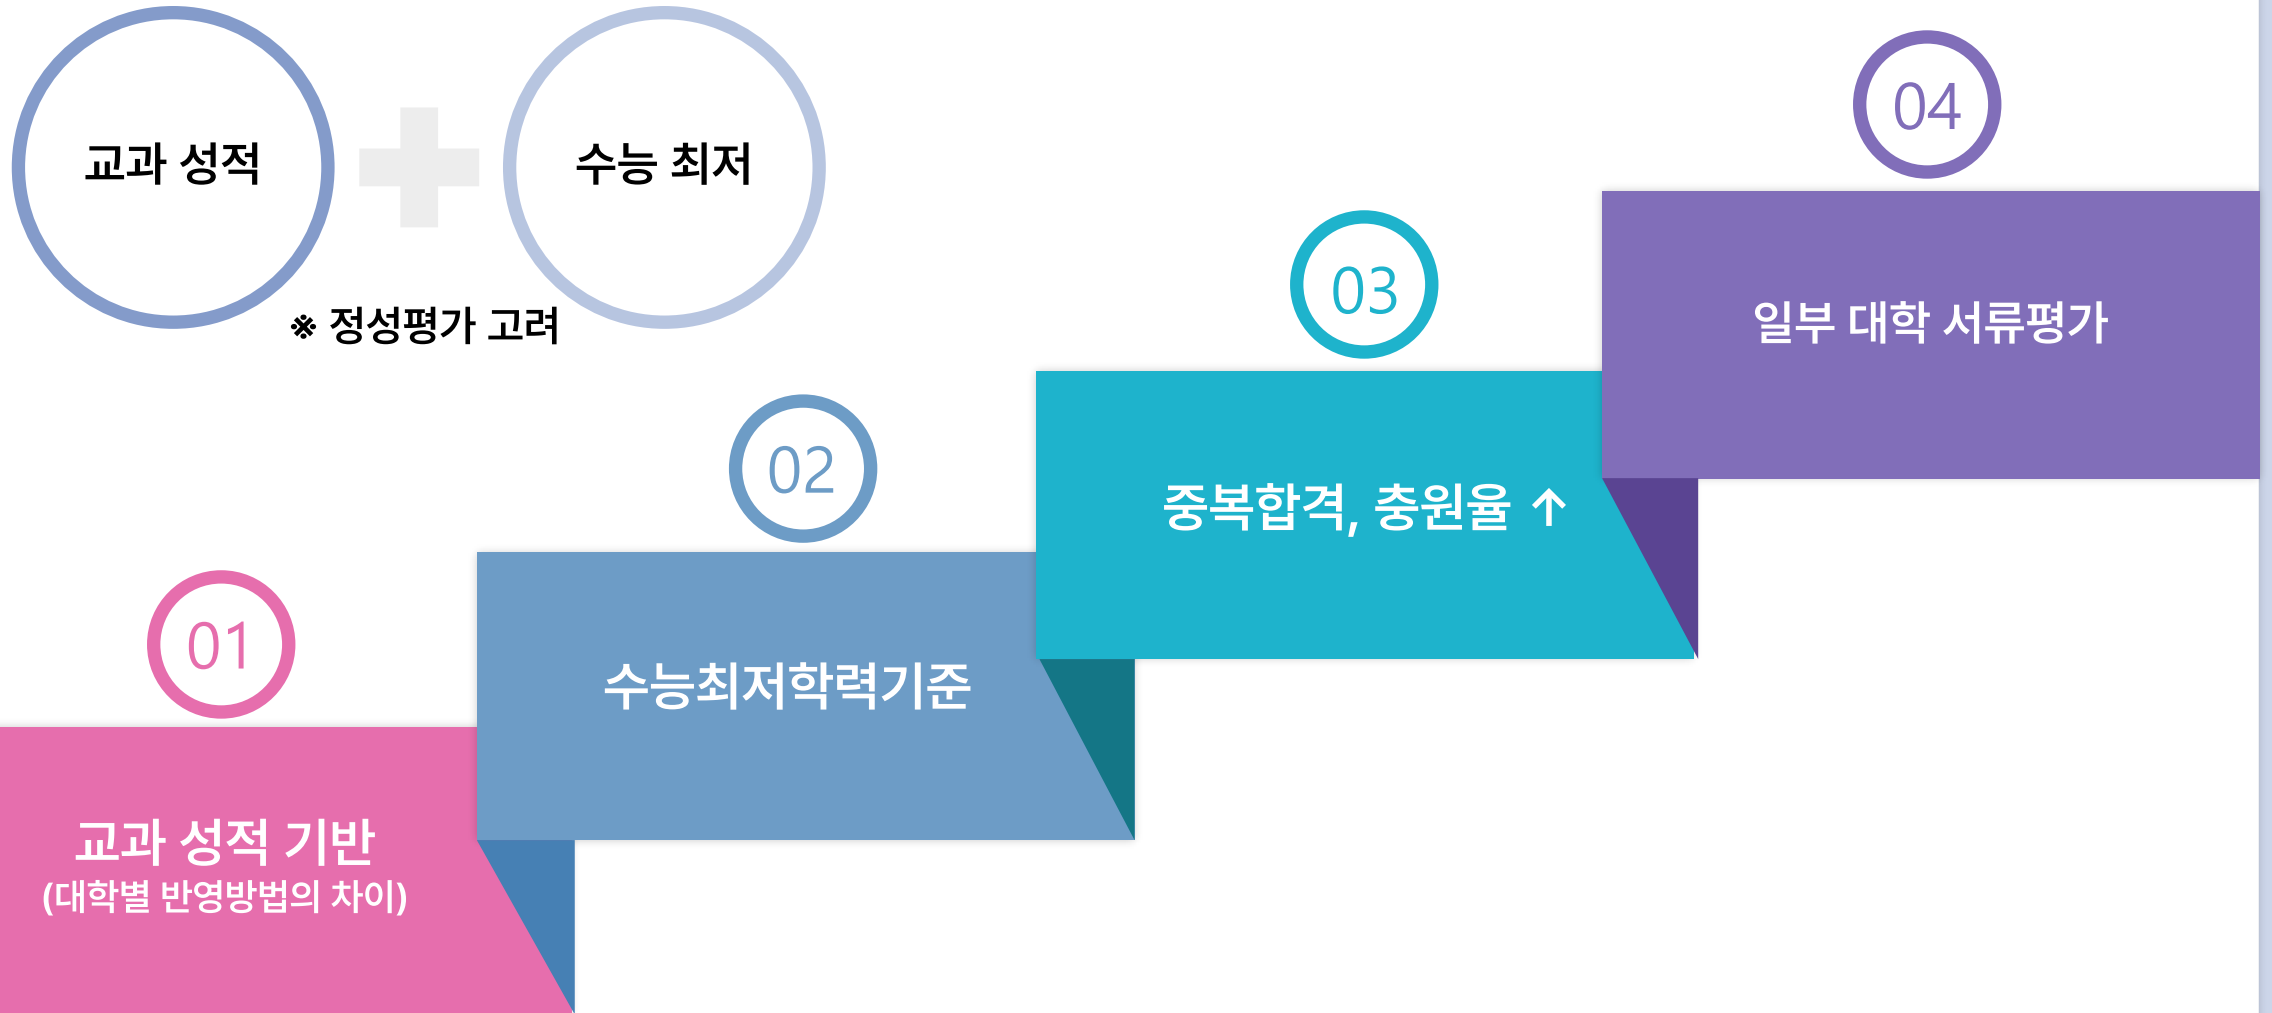 교과 성적
수능 최저
※ 정성평가 고려
01
교과 성적 기반
(대학별 반영방법의 차이)
02
수능최저학력기준
03
중복합격, 충원율 ↑
04
일부 대학 서류평가